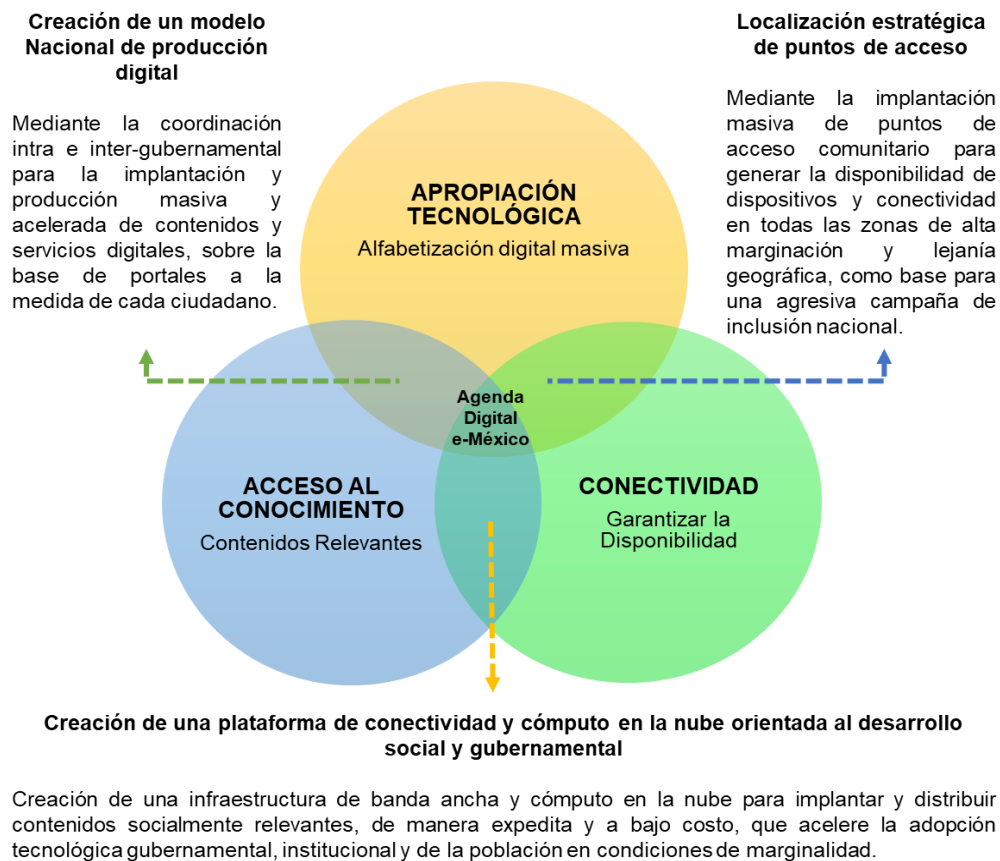 Creación de un modelo
Nacional de producción
digital
Mediante la coordinación
intra e inter-gubernamental
para la implantación y
producción masiva y
acelerada de contenidos y
servicios digitales, sobre la
base de portales a la
medida de cada ciudadano.
Localización estratégica
de puntos de acceso
Mediante la implantación
masiva de puntos de
acceso comunitario para
generar la disponibilidad de
dispositivos y conectividad
en todas las zonas de alta
marginación y lejanía
geográfica, como base para
una agresiva campaña de
inclusión nacional.
APROPIACIÓN
TECNOLÓGICA
Alfabetización digital masiva
Agenda
Digital
e-México
ACCESO AL
CONOCIMIENTO
Contenidos Relevantes
CONECTIVIDAD
Garantizar la
Disponibilidad
Creación de una plataforma de conectividad y cómputo en la nube orientada al desarrollo
social y gubernamental
Creación de una infraestructura de banda ancha y cómputo en la nube para implantar y distribuir
contenidos socialmente relevantes, de manera expedita y a bajo costo, que acelere la adopción
tecnológica gubernamental, institucional y de la población en condiciones de marginalidad.